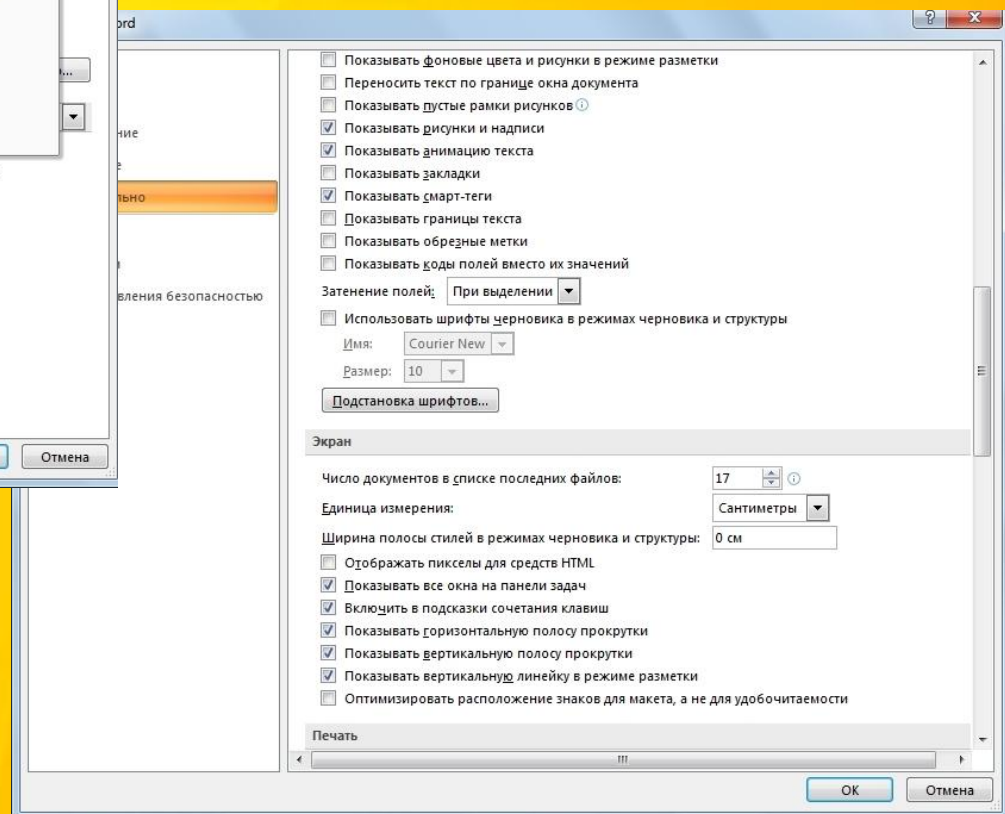 ord
ние
льно
вления безопасностью
Отмена
Показывать фоновые цвета и рисунки в режиме разметки
Переносить текст по границе окна документа
Показывать пустые рамки рисунков
Показывать рисунки и надписи
Показывать анимацию текста
Показывать закладки
Показывать смарт-теги
Показывать границы текста
Показывать обрезные метки
Показывать коды полей вместо их значений
Затенение полей: При выделении
Использовать шрифты черновика в режимах черновика и структуры
Имя: Courier New
Размер: 10
Подстановка шрифтов...
Экран
Число документов в списке последних файлов: 17
Единица измерения: Сантиметры
Ширина полосы стилей в режимах черновика и структуры: 0 см
Отображать пикселы для средств HTML
Показывать все окна на панели задач
Включить в подсказки сочетания клавиш
Показывать горизонтальную полосу прокрутки
Показывать вертикальную полосу прокрутки
Показывать вертикальную линейку в режиме разметки
Оптимизировать расположение знаков для макета, а не для удобочитаемости
Печать
ОК Отмена